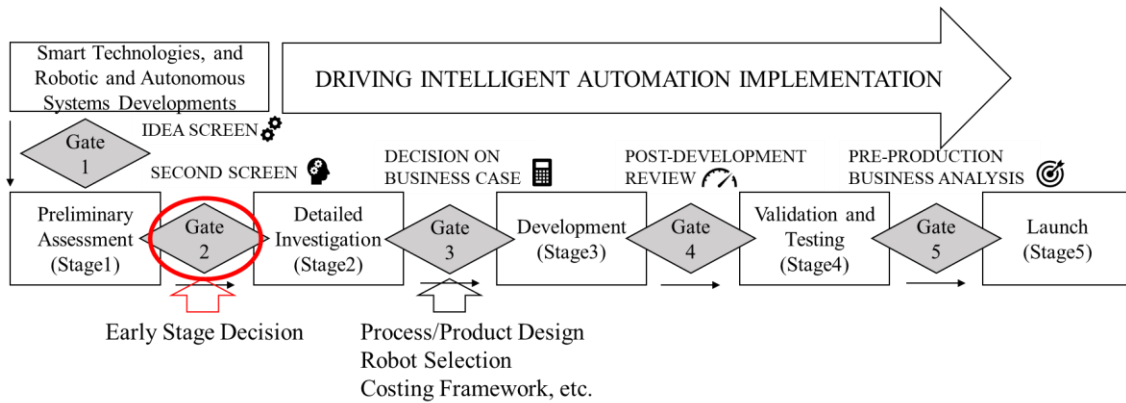 Smart Technologies, and
Robotic and Autonomous
Systems Developments
DRIVING INTELLIGENT AUTOMATION IMPLEMENTATION
Gate
1
IDEA SCREEN
SECOND SCREEN
DECISION ON
BUSINESS CASE
POST-DEVELOPMENT
REVIEW
PRE-PRODUCTION
BUSINESS ANALYSIS
Preliminary
Assessment
(Stage1)
Gate
2
Detailed
Investigation
(Stage2)
Gate
3
Development
(Stage3)
Gate
4
Validation and
Testing
(Stage4)
Gate
5
Launch
(Stage5)
Early Stage Decision
Process/Product Design
Robot Selection
Costing Framework, etc.